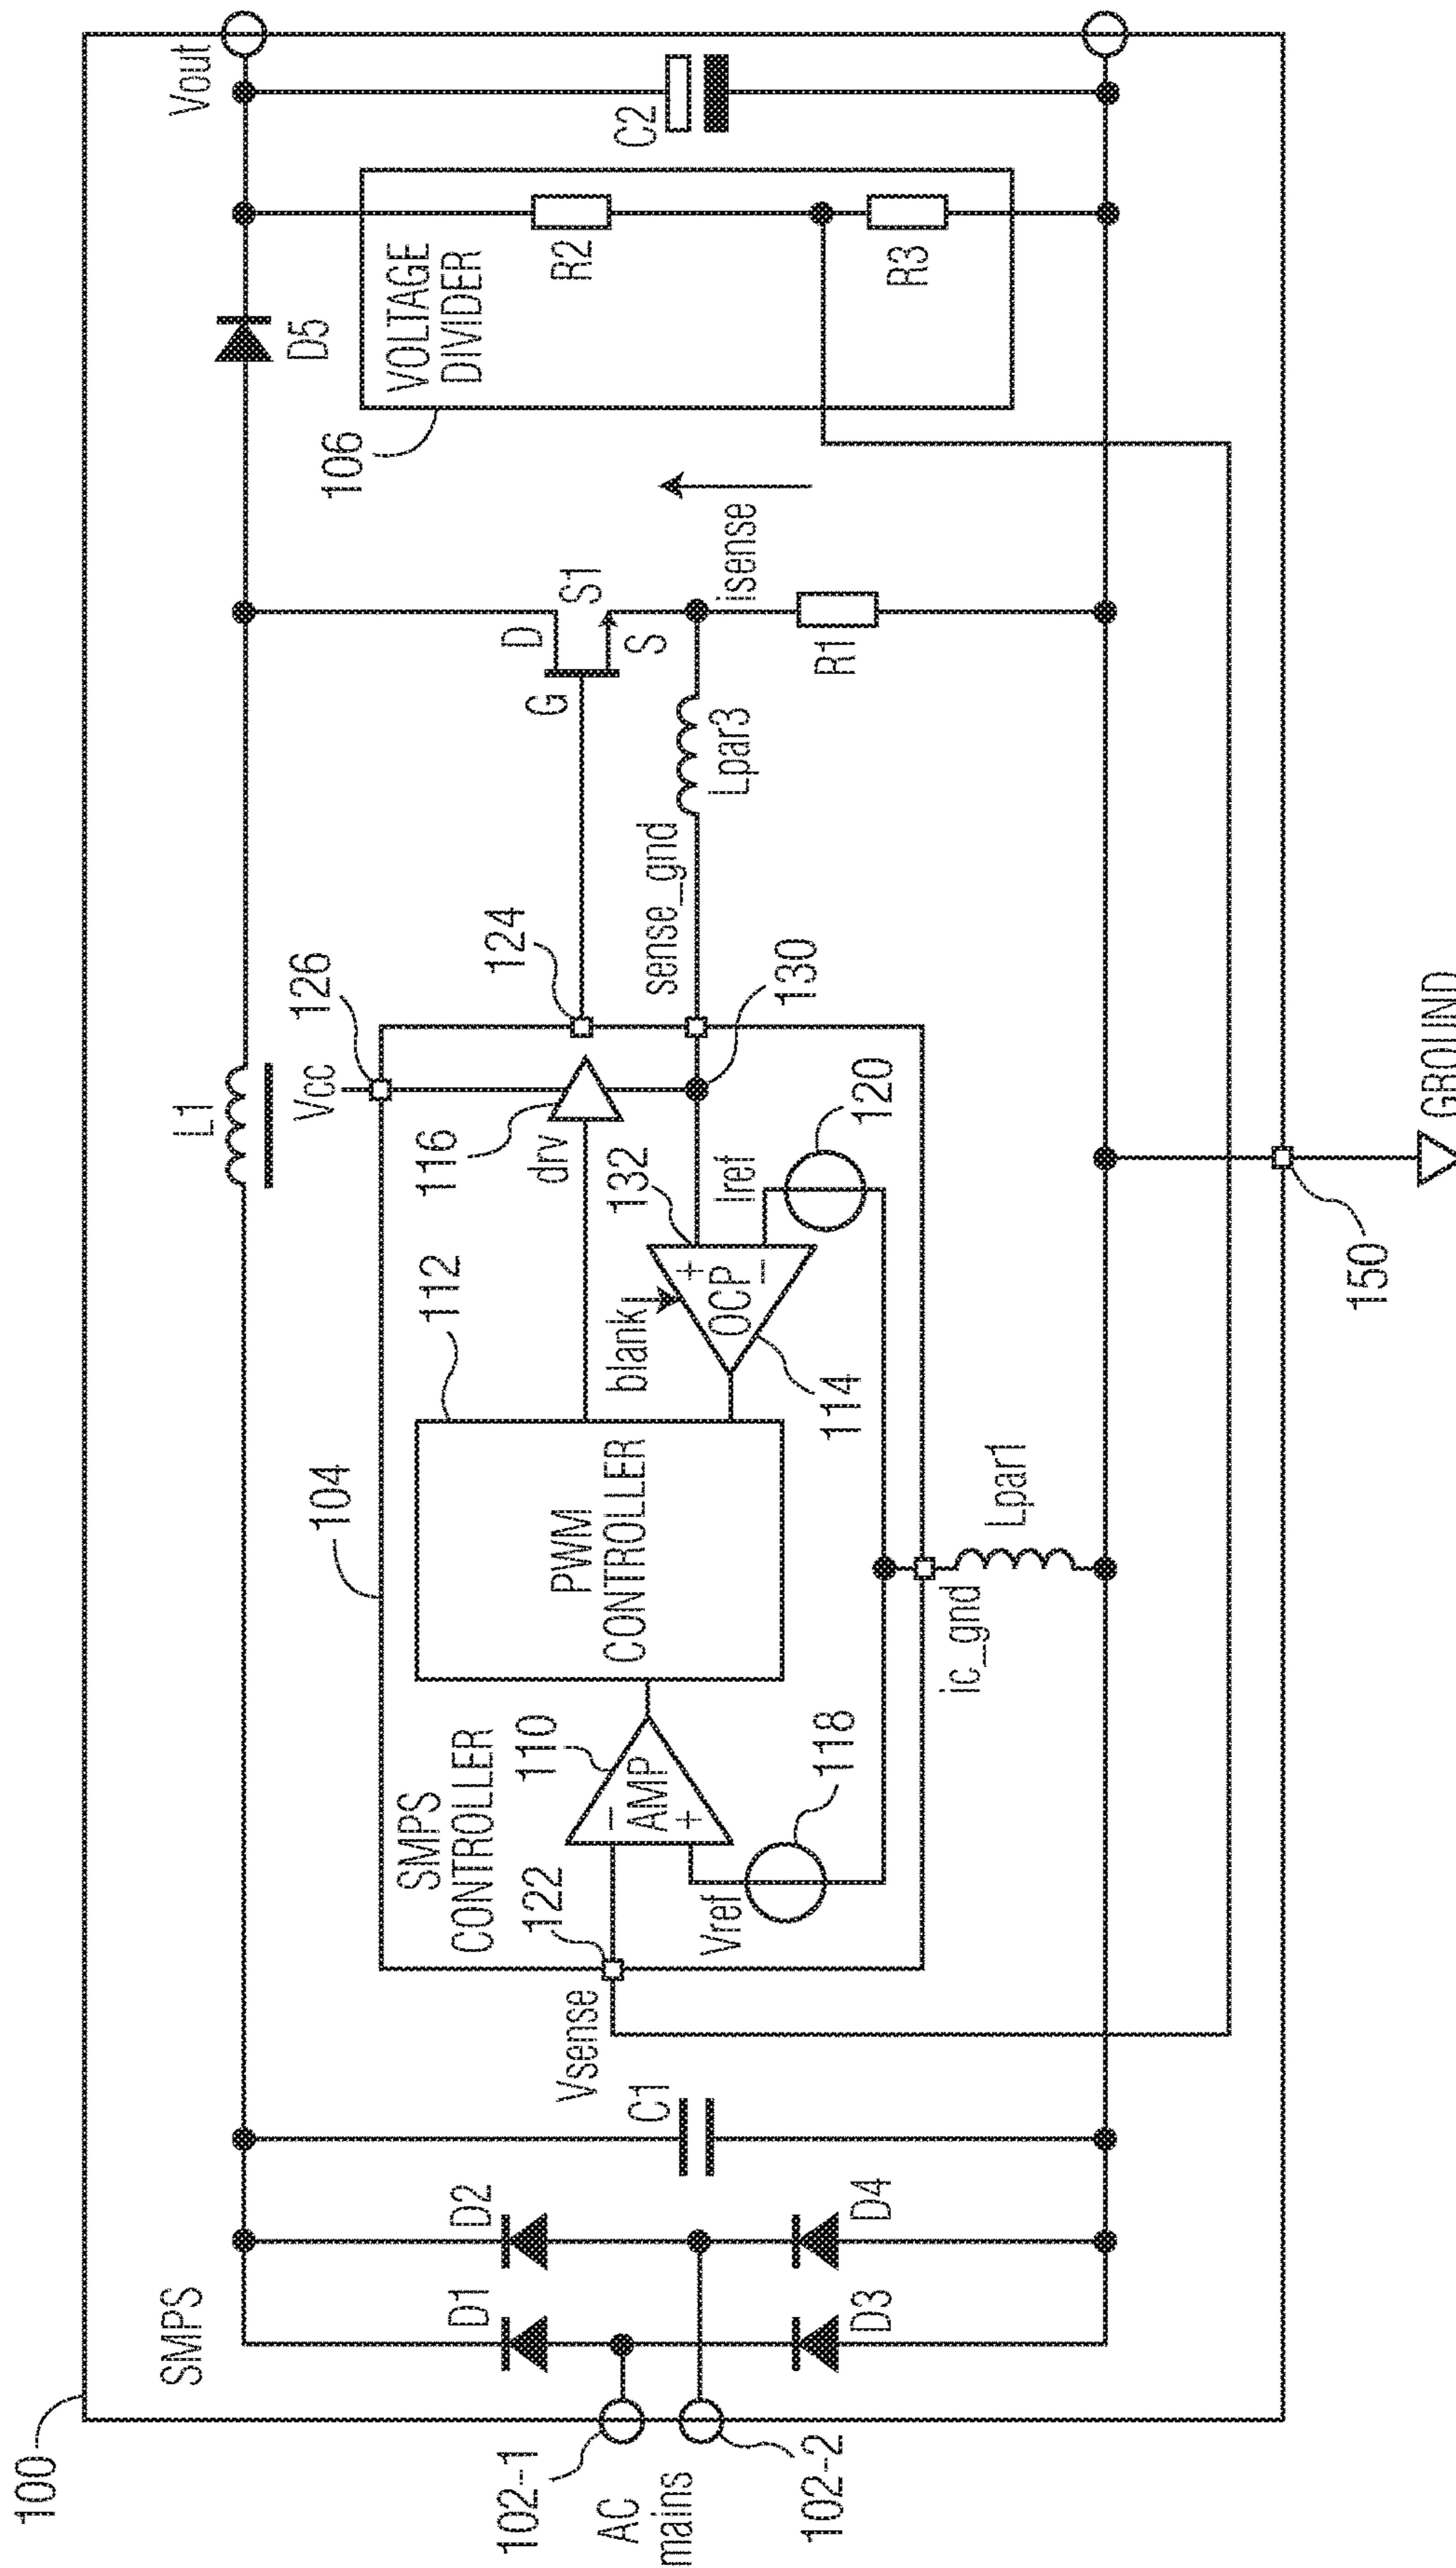 100
SMPS
102-1
AC
mains
102-2
D1
D2
D3
D4
C1
L1
Vsense
122
SMPS
CONTROLLER
104
110
AMP
−
+
Vref
118
PWM
CONTROLLER
112
ic_gnd
Lpar1
blank
OCP
+
−
114
132
Iref
120
drv
116
Vcc
126
124
130
sense_gnd
Lpar3
G
D
S
S1
isense
R1
150
GROUND
106
VOLTAGE
DIVIDER
D5
R2
R3
C2
Vout